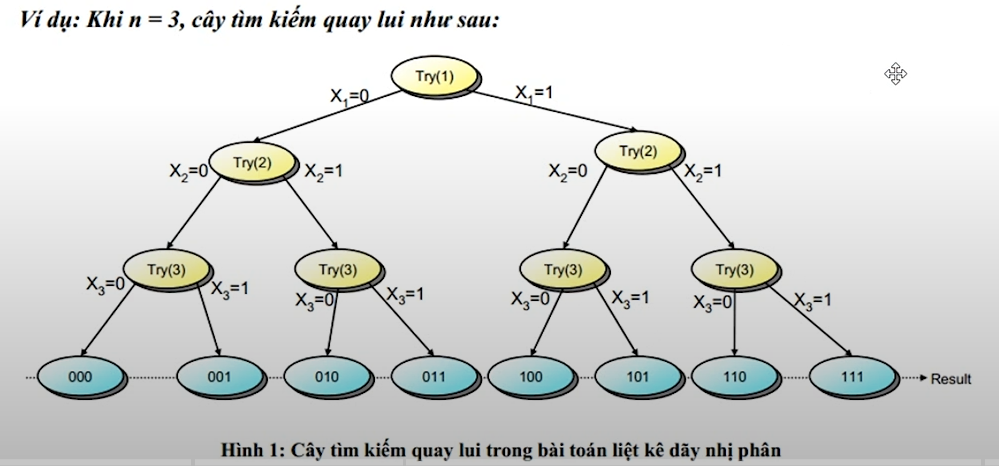 Ví dụ: Khi n = 3, cây tìm kiếm quay lui như sau:
Try(1)
X₁=0 X₁=1
Try(2) Try(2)
X₂=0 X₂=1 X₂=0 X₂=1
Try(3) Try(3) Try(3) Try(3)
X₃=0 X₃=1 X₃=0 X₃=1 X₃=0 X₃=1 X₃=0 X₃=1
000 001 010 011 100 101 110 111 Result
Hình 1: Cây tìm kiếm quay lui trong bài toán liệt kê dãy nhị phân